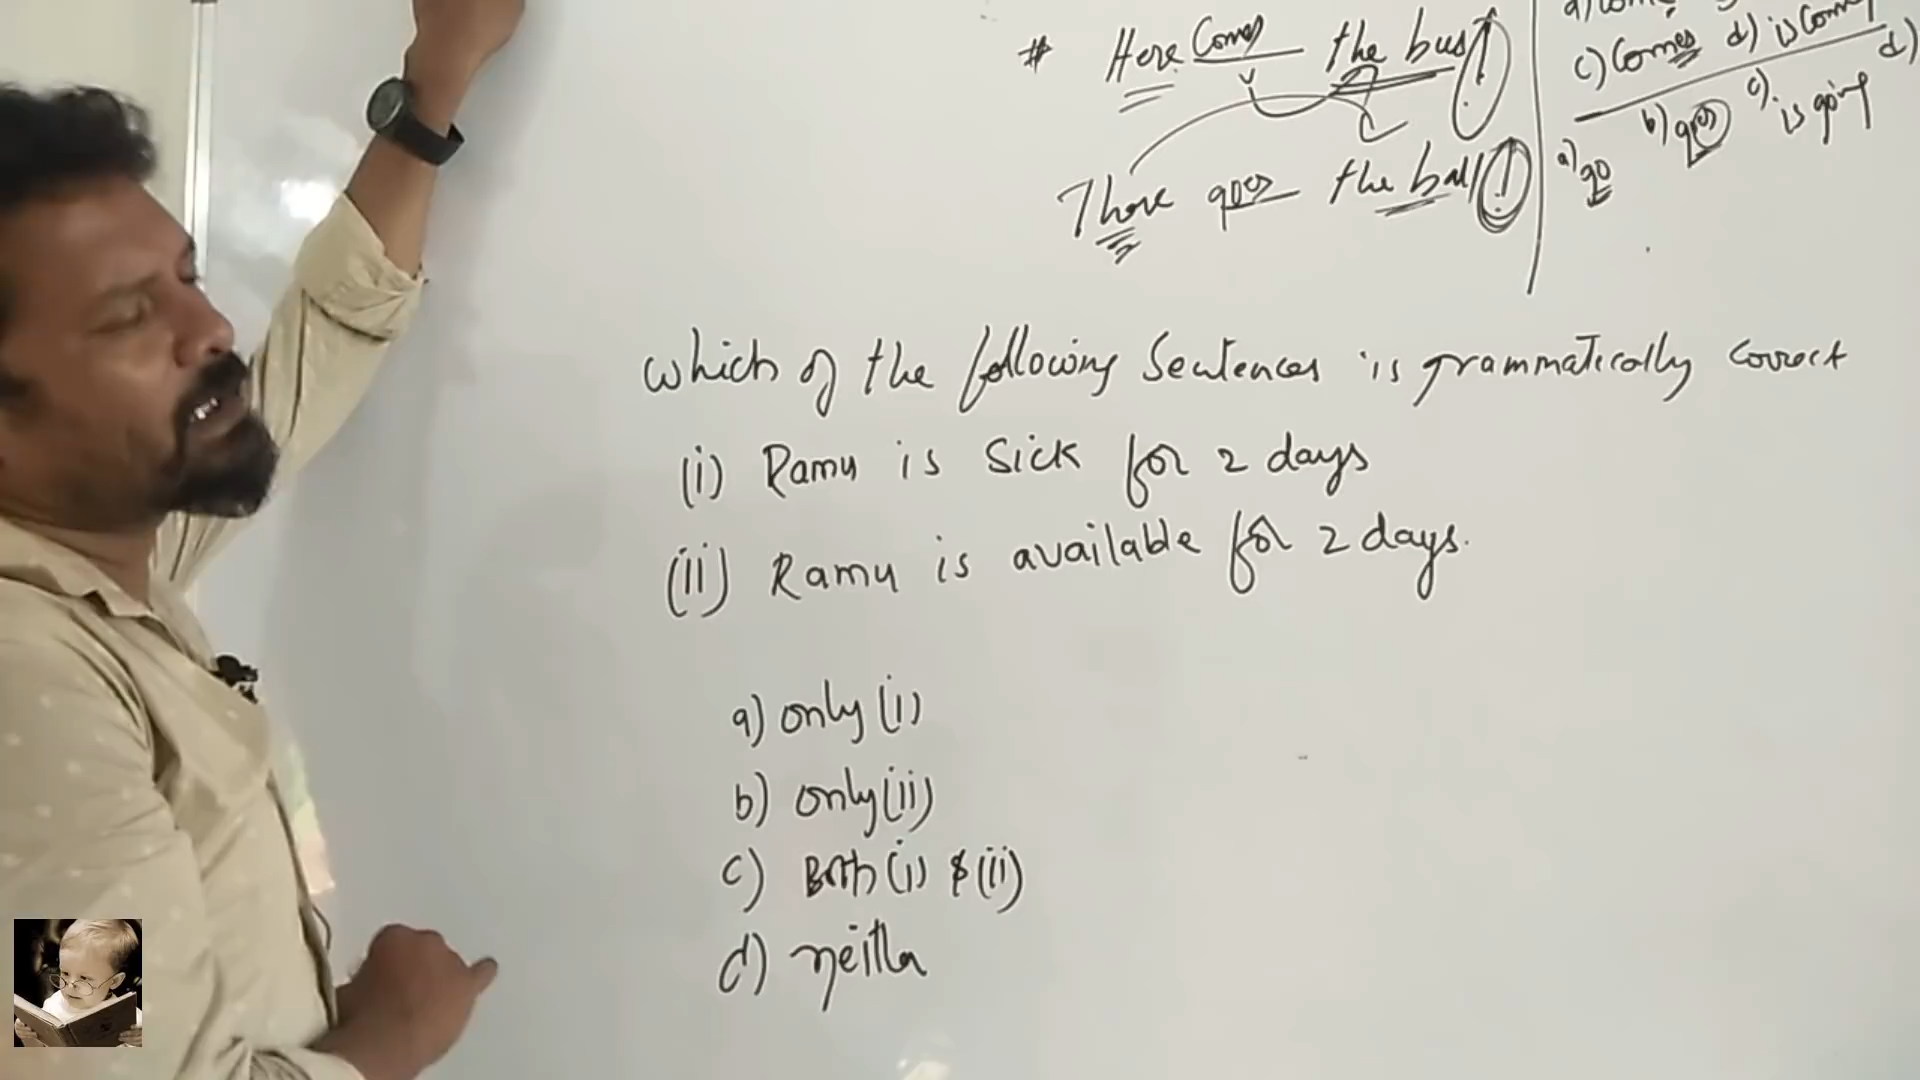 # Here Comes the bus!
There goes the ball!
c) Comes d) is coming
a) go b) goes c) is going d)
Which of the following Sentences is grammatically correct
(i) Ramu is Sick for 2 days
(ii) Ramu is available for 2 days.
a) only (i)
b) only (ii)
c) Both (i) & (ii)
d) neither